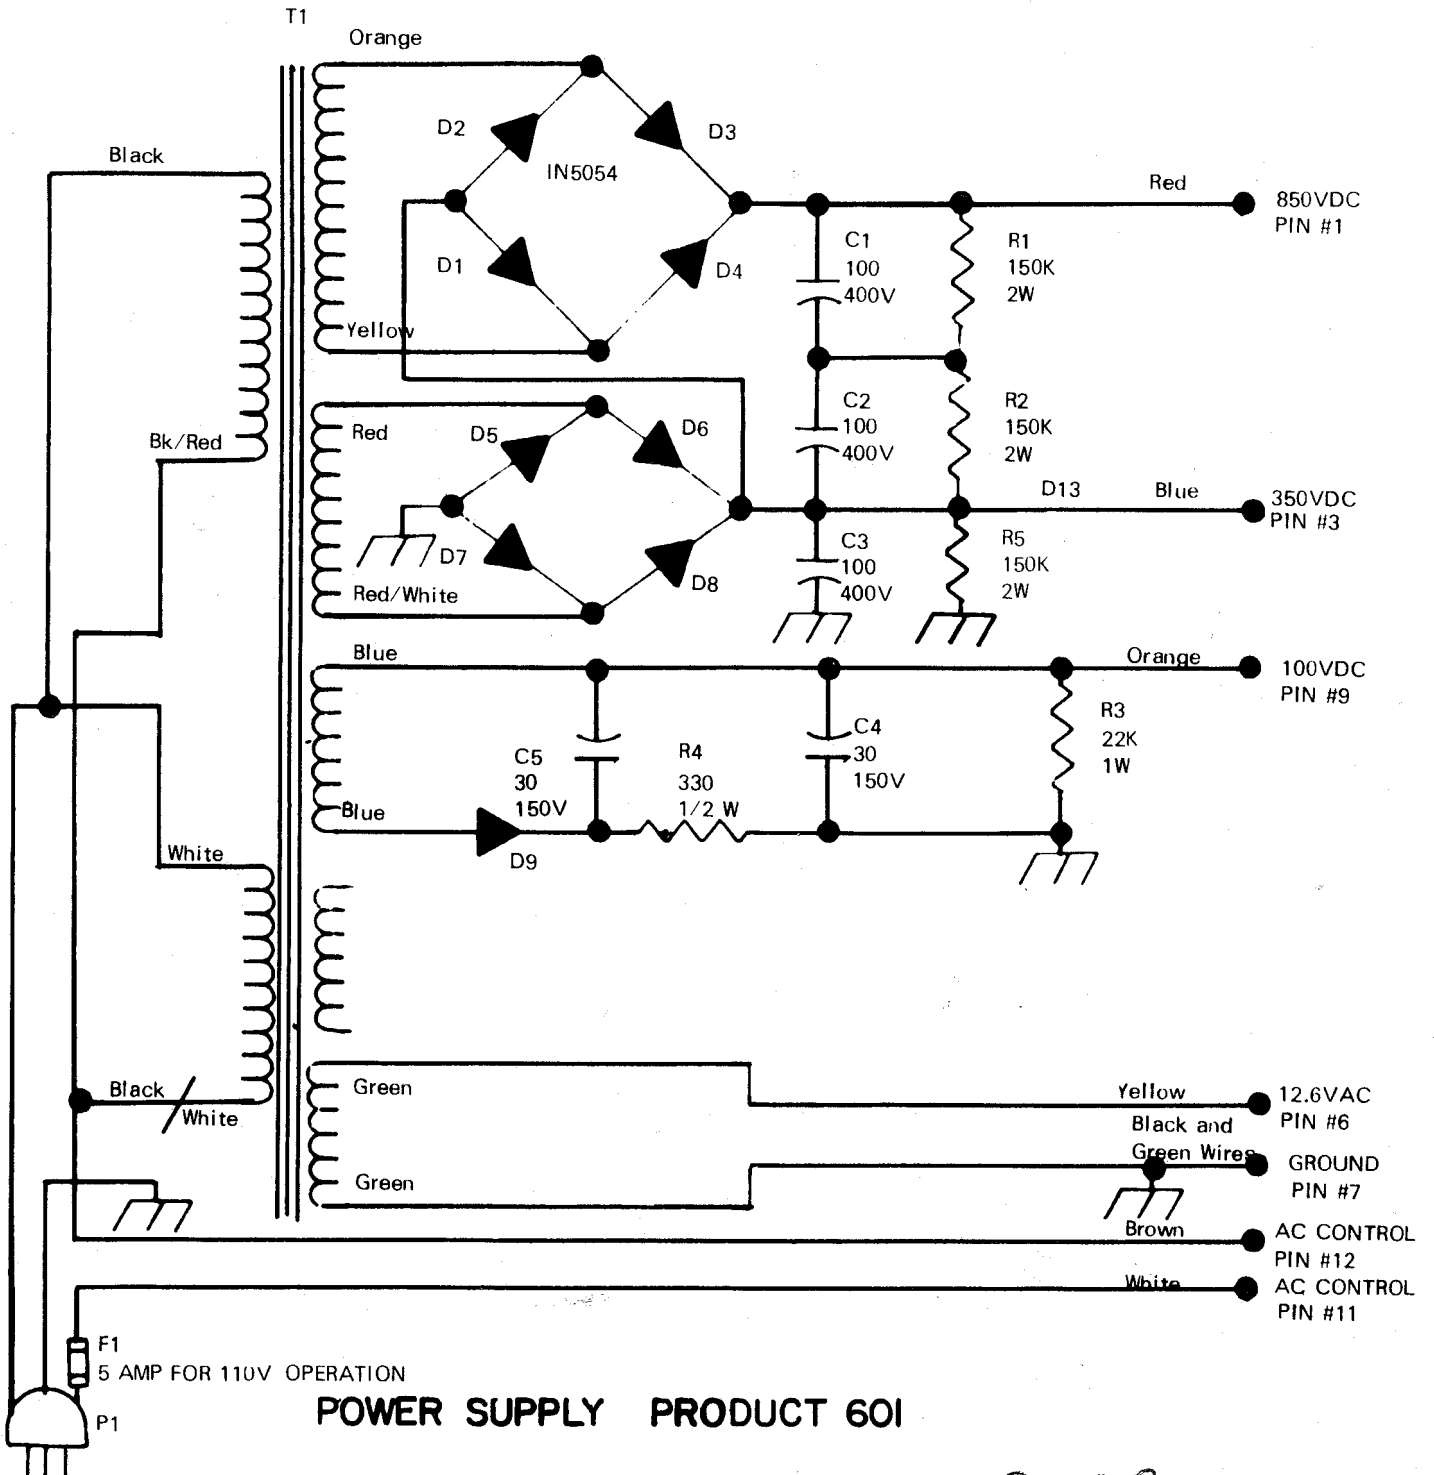 T1
Orange
D2
D3
IN5054
Black
Red
850VDC
PIN #1
C1
100
400V
R1
150K
2W
D1
D4
Yellow
Bk/Red
Red
D5
D6
C2
100
400V
R2
150K
2W
D13
Blue
350VDC
PIN #3
D7
D8
Red/White
C3
100
400V
R5
150K
2W
Blue
Orange
100VDC
PIN #9
C5
30
150V
R4
330
1/2 W
C4
30
150V
R3
22K
1W
Blue
D9
White
Black
White
Green
Yellow
12.6VAC
PIN #6
Black and
Green Wires
GROUND
PIN #7
Green
Brown
AC CONTROL
PIN #12
White
AC CONTROL
PIN #11
F1
5 AMP FOR 110V OPERATION
P1
POWER SUPPLY PRODUCT 601